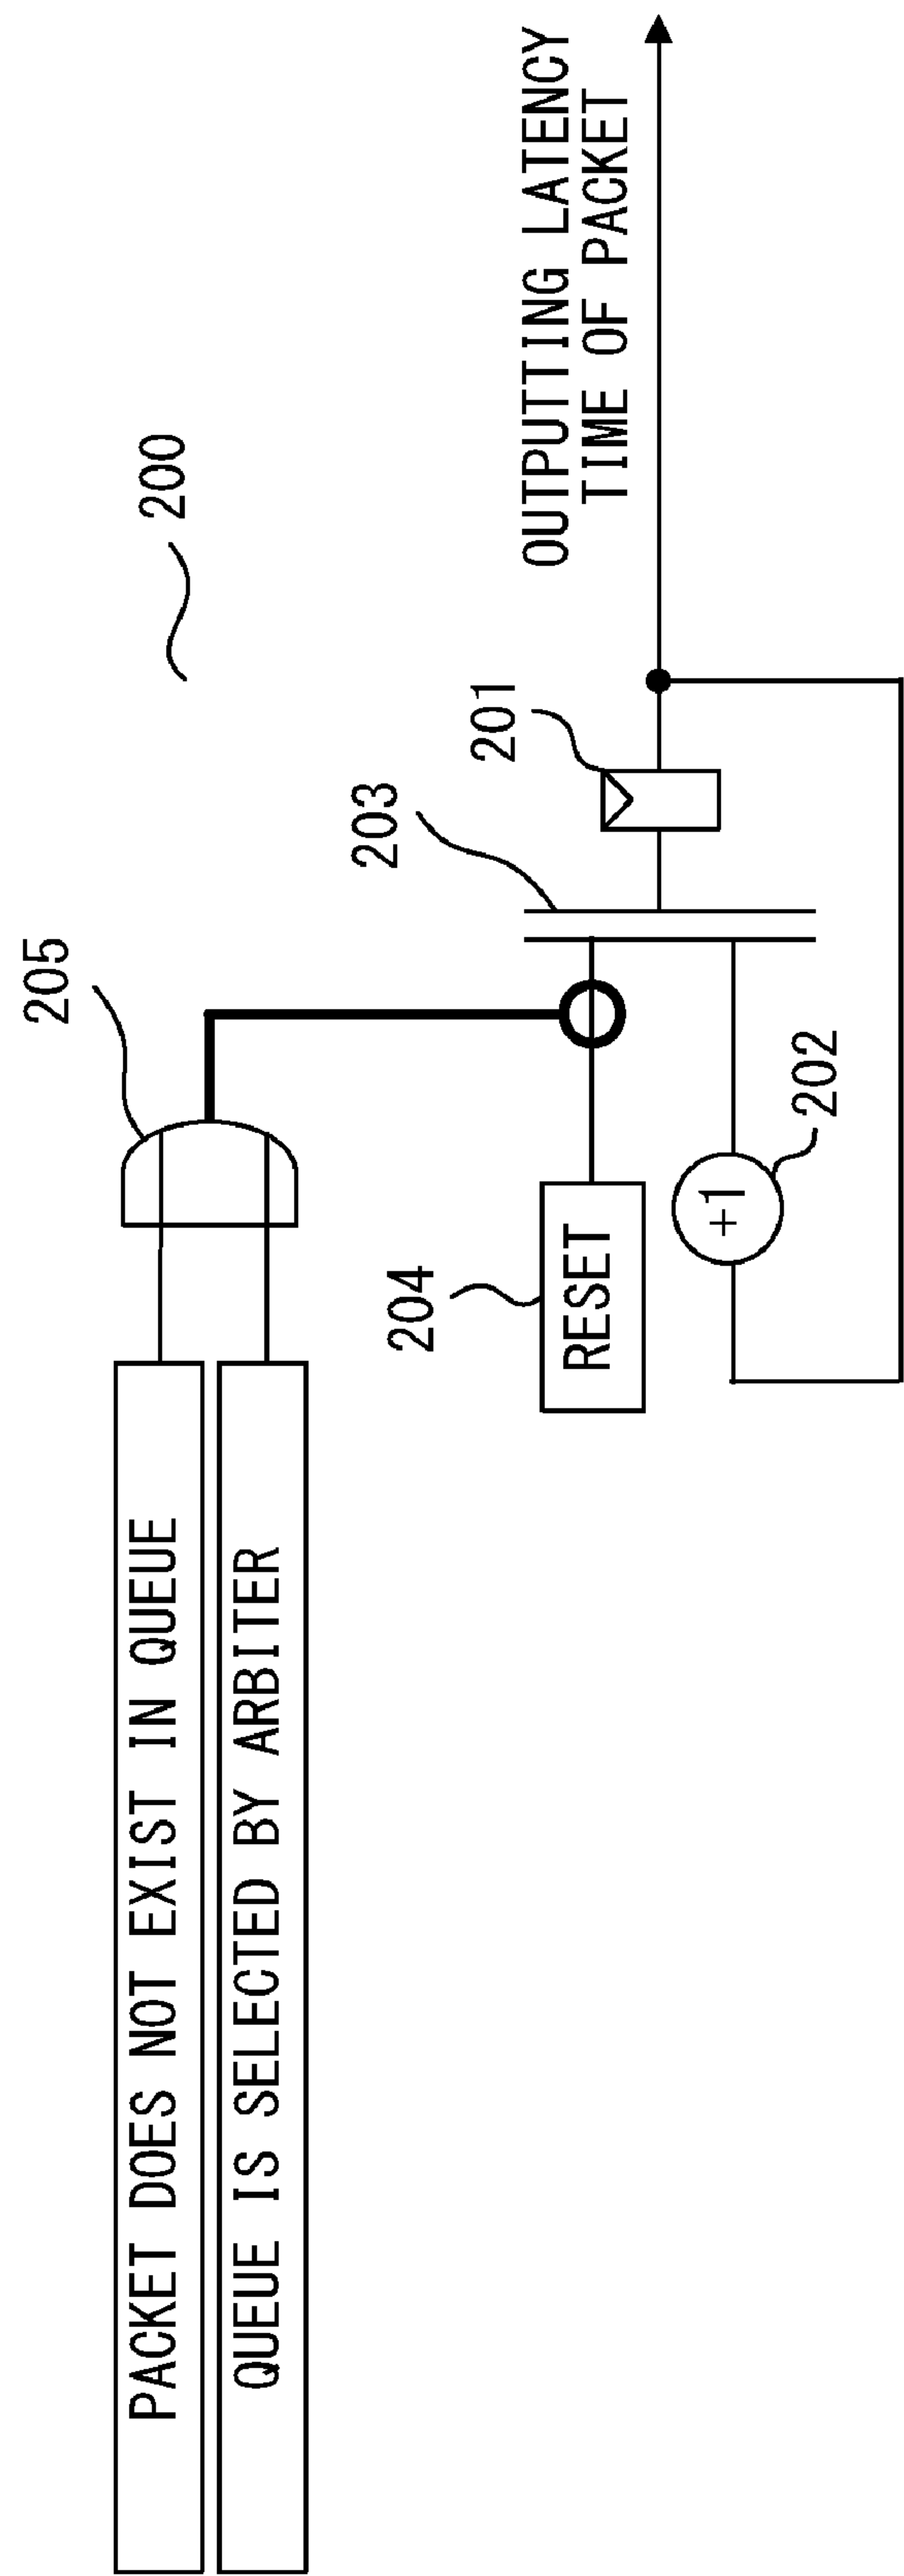 200
205
PACKET DOES NOT EXIST IN QUEUE
QUEUE IS SELECTED BY ARBITER
203
201
OUTPUTTING LATENCY
TIME OF PACKET
204
RESET
+1
202